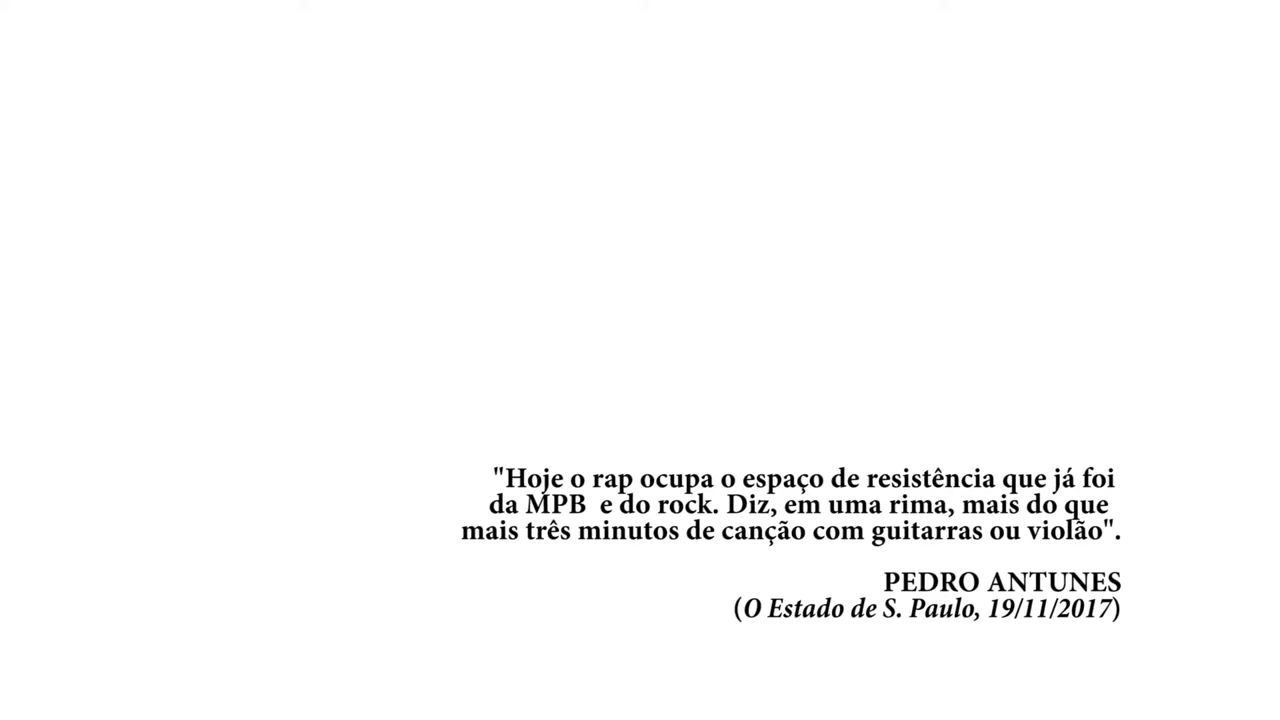 "Hoje o rap ocupa o espaço de resistência que já foi
da MPB  e do rock. Diz, em uma rima, mais do que
mais três minutos de canção com guitarras ou violão".
PEDRO ANTUNES
(O Estado de S. Paulo, 19/11/2017)